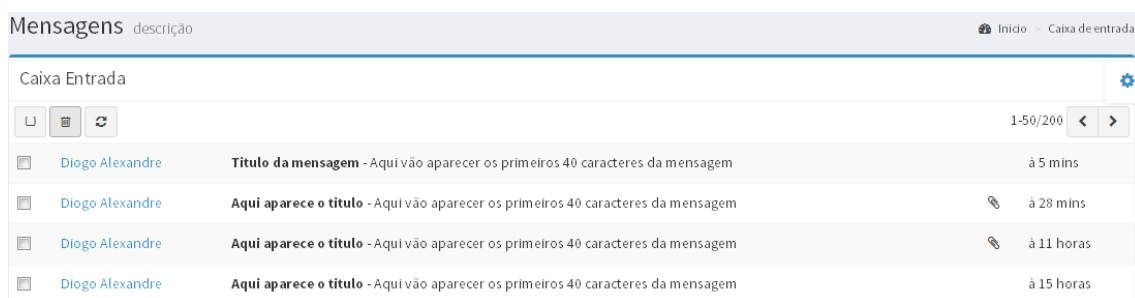 Mensagens descrição
Inicio > Caixa de entrada
Caixa Entrada
1-50/200
Diogo Alexandre Titulo da mensagem - Aqui vão aparecer os primeiros 40 caracteres da mensagem à 5 mins
Diogo Alexandre Aqui aparece o titulo - Aqui vão aparecer os primeiros 40 caracteres da mensagem à 28 mins
Diogo Alexandre Aqui aparece o titulo - Aqui vão aparecer os primeiros 40 caracteres da mensagem à 11 horas
Diogo Alexandre Aqui aparece o titulo - Aqui vão aparecer os primeiros 40 caracteres da mensagem à 15 horas